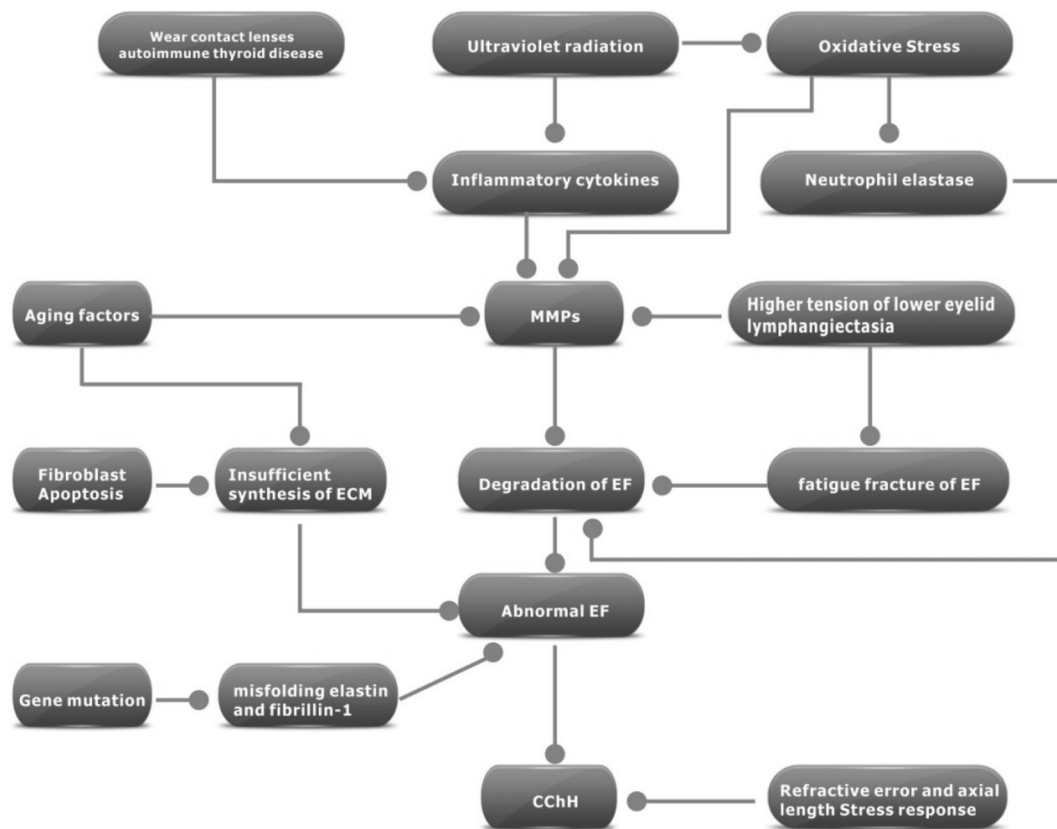 Wear contact lenses
autoimmune thyroid disease
Ultraviolet radiation
Oxidative Stress
Inflammatory cytokines
Neutrophil elastase
Aging factors
MMPs
Higher tension of lower eyelid
lymphangiectasia
Fibroblast
Apoptosis
Insufficient
synthesis of ECM
Degradation of EF
fatigue fracture of EF
Abnormal EF
Gene mutation
misfolding elastin
and fibrillin-1
CChH
Refractive error and axial
length Stress response